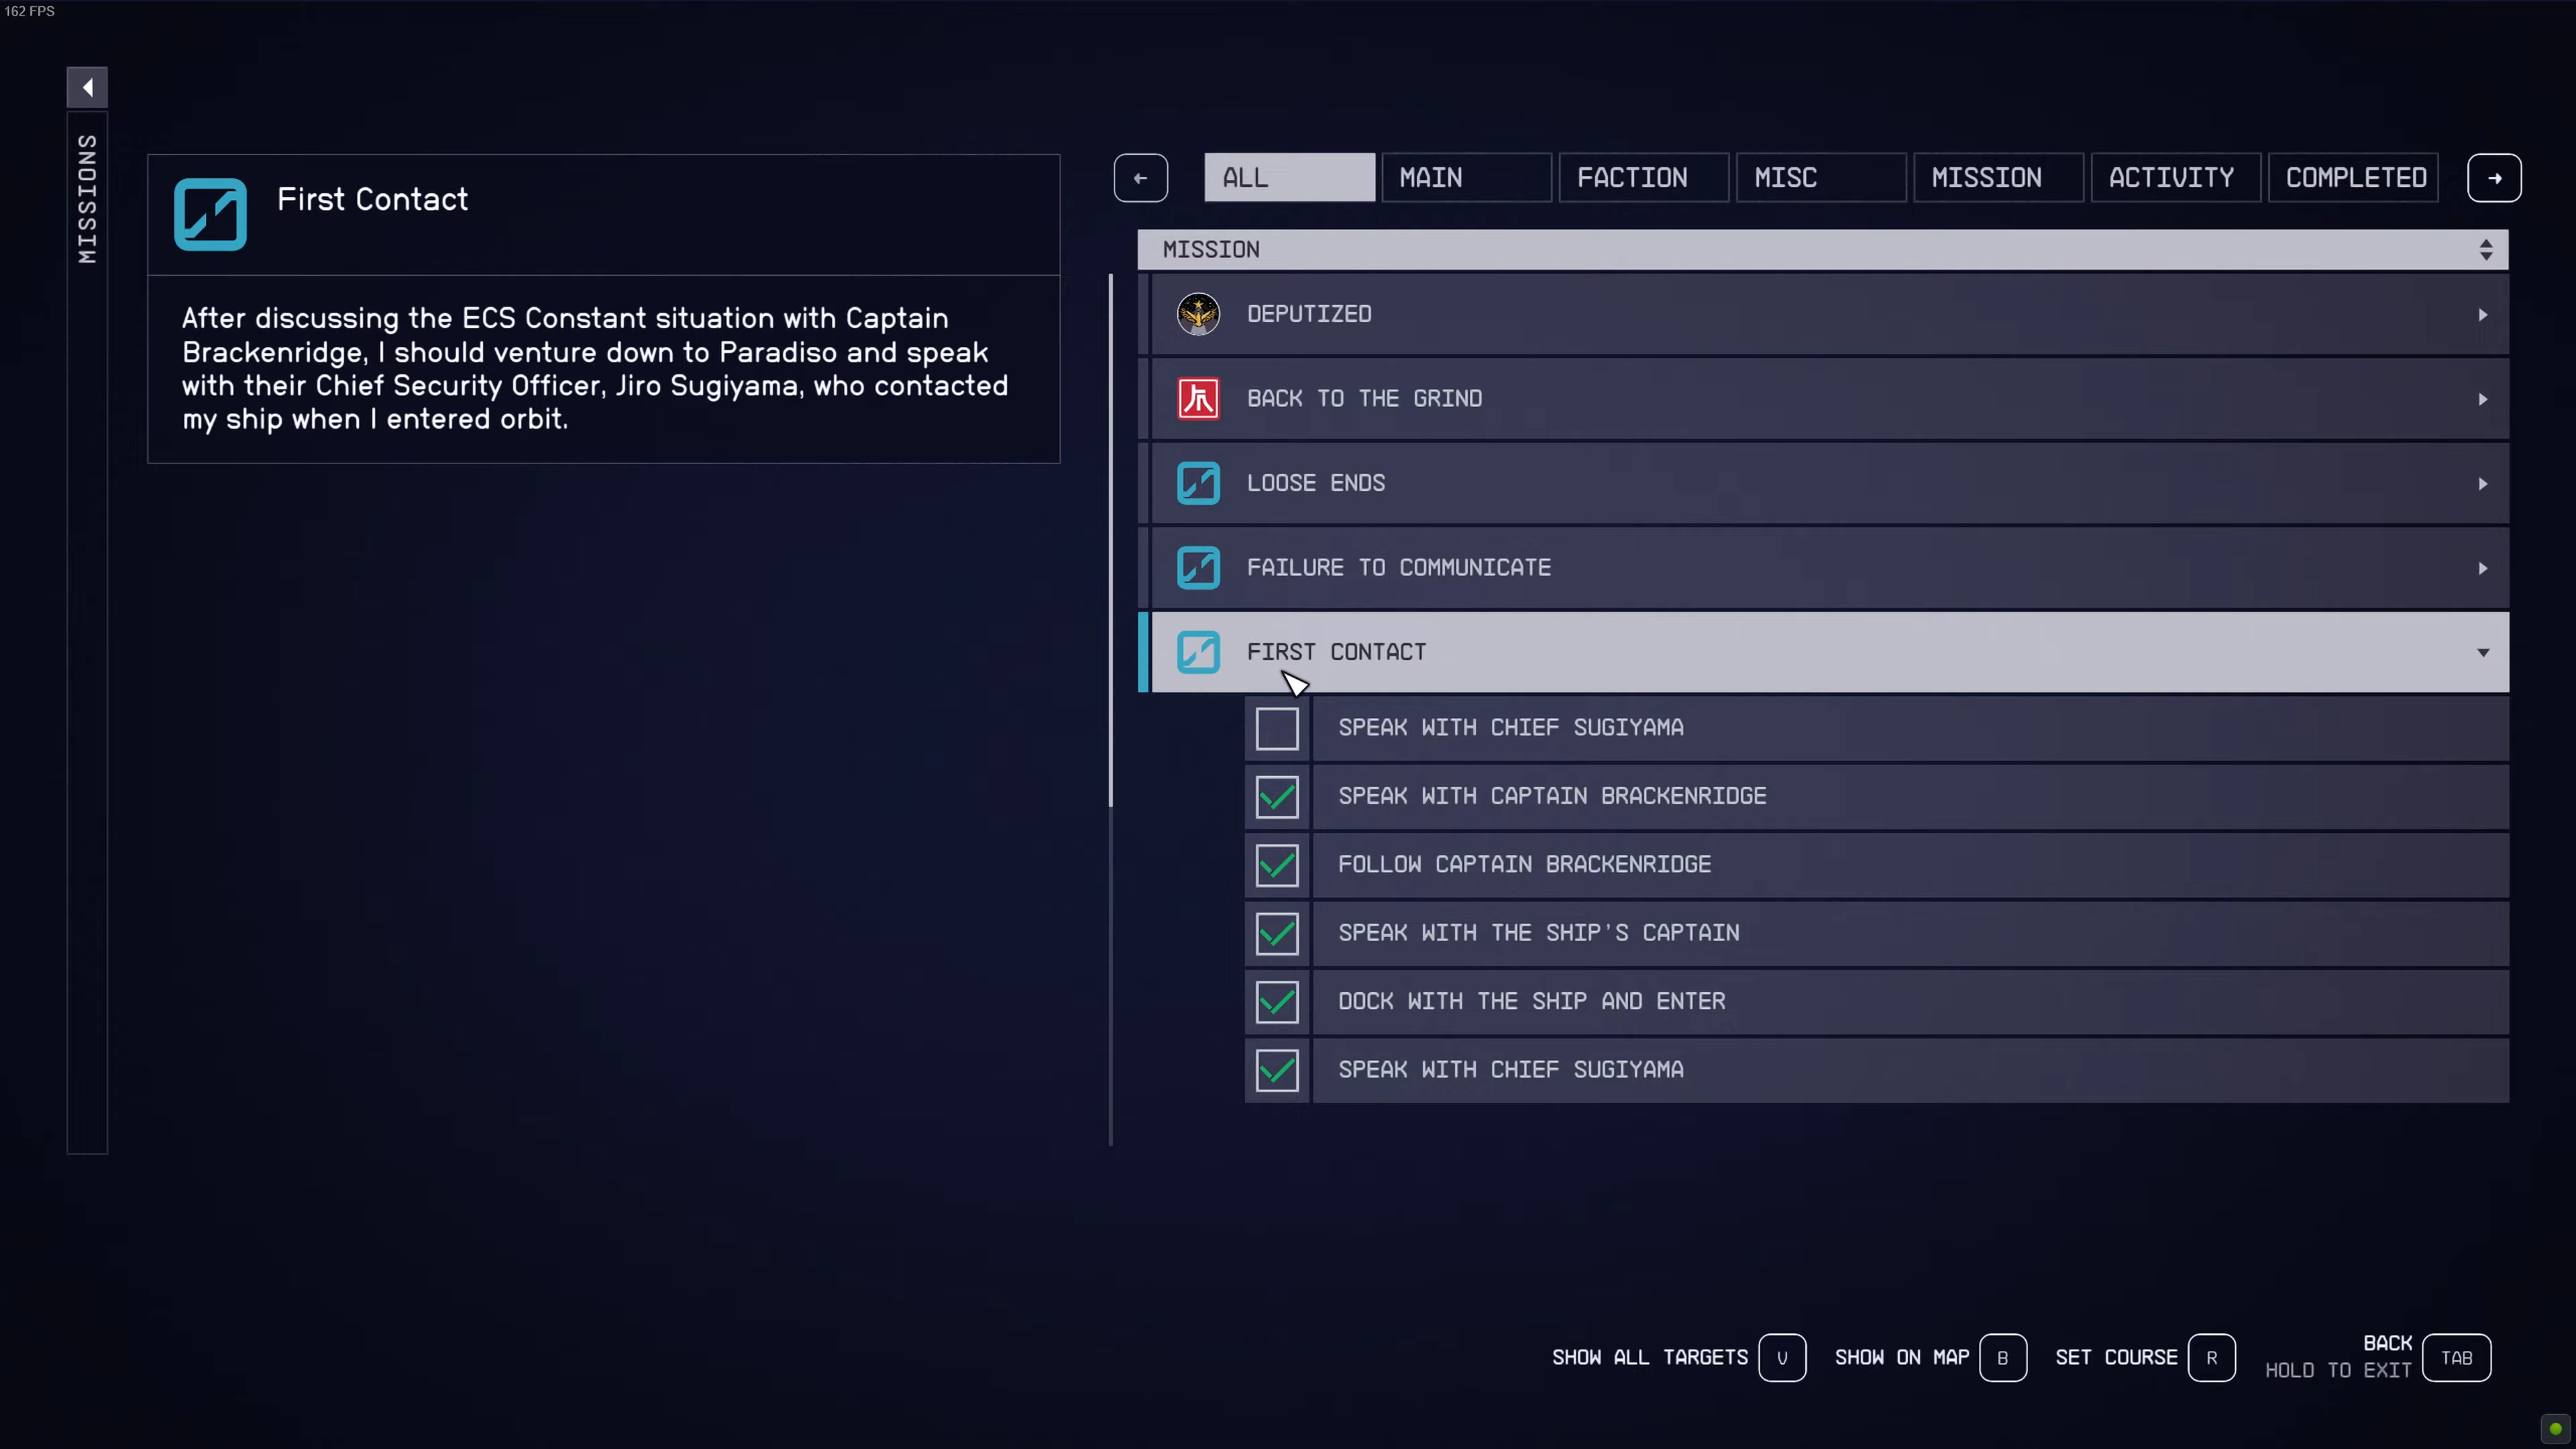 162 FPS
MISSIONS
First Contact
After discussing the ECS Constant situation with Captain
Brackenridge, I should venture down to Paradiso and speak
with their Chief Security Officer, Jiro Sugiyama, who contacted
my ship when I entered orbit.
ALL
MAIN
FACTION
MISC
MISSION
ACTIVITY
COMPLETED
MISSION
DEPUTIZED
BACK TO THE GRIND
LOOSE ENDS
FAILURE TO COMMUNICATE
FIRST CONTACT
SPEAK WITH CHIEF SUGIYAMA
SPEAK WITH CAPTAIN BRACKENRIDGE
FOLLOW CAPTAIN BRACKENRIDGE
SPEAK WITH THE SHIP'S CAPTAIN
DOCK WITH THE SHIP AND ENTER
SPEAK WITH CHIEF SUGIYAMA
SHOW ALL TARGETS V
SHOW ON MAP B
SET COURSE R
BACK
HOLD TO EXIT
TAB